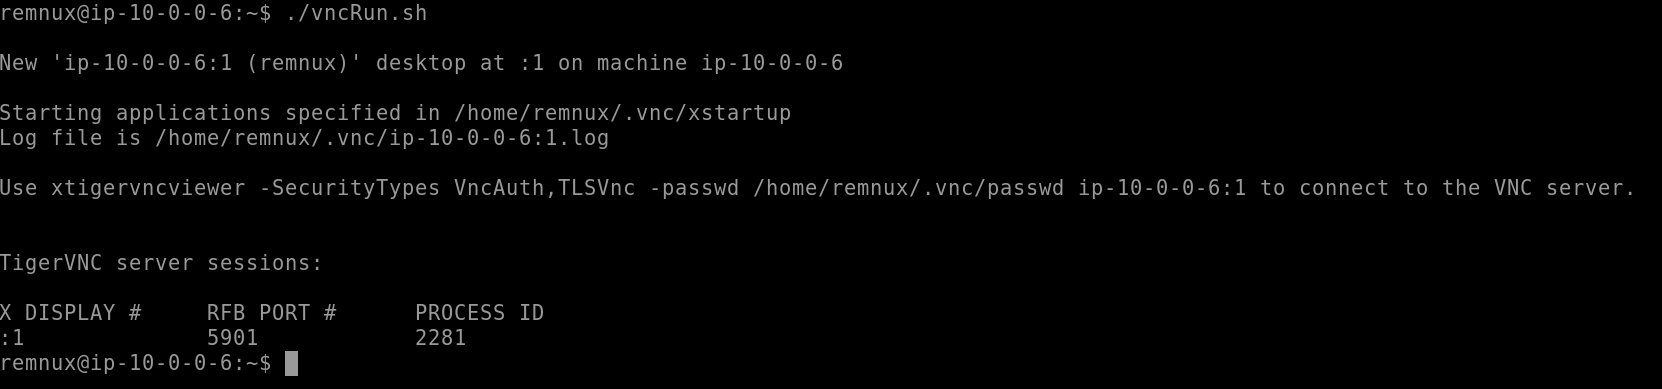 remnux@ip-10-0-0-6:~$ ./vncRun.sh
New 'ip-10-0-0-6:1 (remnux)' desktop at :1 on machine ip-10-0-0-6
Starting applications specified in /home/remnux/.vnc/xstartup
Log file is /home/remnux/.vnc/ip-10-0-0-6:1.log
Use xtigervncviewer -SecurityTypes VncAuth,TLSVnc -passwd /home/remnux/.vnc/passwd ip-10-0-0-6:1 to connect to the VNC server.
TigerVNC server sessions:
X DISPLAY #     RFB PORT #      PROCESS ID
:1              5901            2281
remnux@ip-10-0-0-6:~$